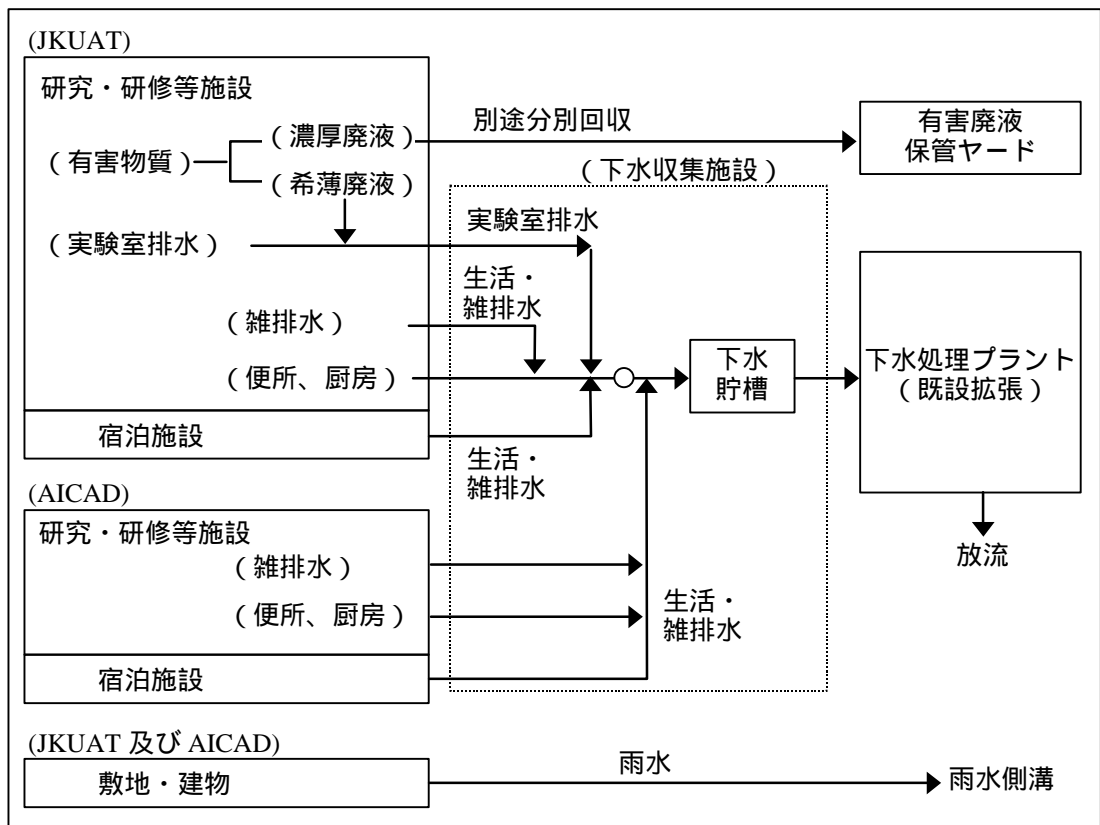 (JKUAT)
研究・研修等施設
(有害物質)
(濃厚廃液)
(希薄廃液)
別途分別回収
有害廃液
保管ヤード
(下水収集施設)
(実験室排水)
実験室排水
生活・
雑排水
(雑排水)
(便所、厨房)
下水
貯槽
下水処理プラント
(既設拡張)
宿泊施設
生活・
雑排水
放流
(AICAD)
研究・研修等施設
(雑排水)
(便所、厨房)
生活・
雑排水
宿泊施設
(JKUAT 及び AICAD)
敷地・建物
雨水
雨水側溝